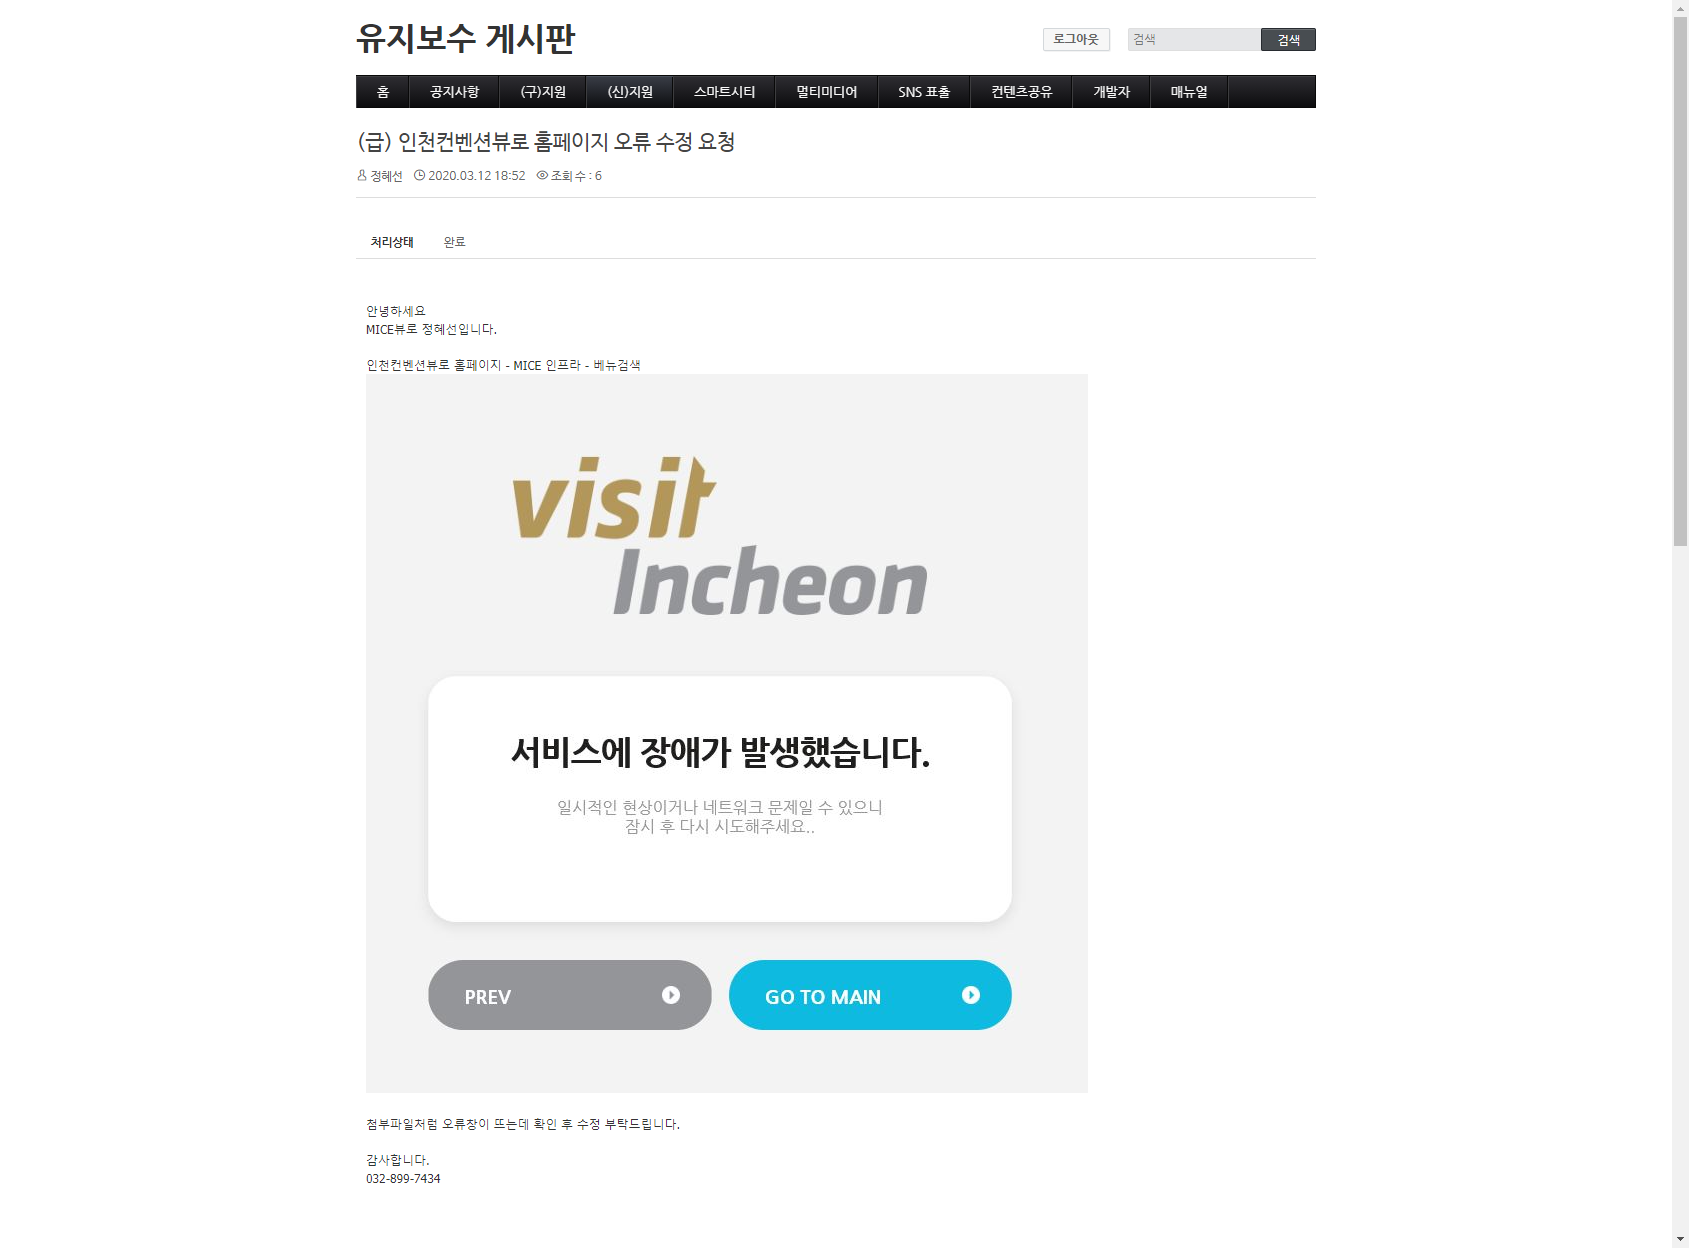 유지보수 게시판
로그아웃
검색
검색
홈
공지사항
(구)지원
(신)지원
스마트시티
멀티미디어
SNS 표출
컨텐츠공유
개발자
매뉴얼
(급) 인천컨벤션뷰로 홈페이지 오류 수정 요청
정혜선 2020.03.12 18:52 조회 수 : 6
처리상태 완료
안녕하세요
MICE뷰로 정혜선입니다.
인천컨벤션뷰로 홈페이지 - MICE 인프라 - 베뉴검색
visit
Incheon
서비스에 장애가 발생했습니다.
일시적인 현상이거나 네트워크 문제일 수 있으니
잠시 후 다시 시도해주세요..
PREV
GO TO MAIN
첨부파일처럼 오류창이 뜨는데 확인 후 수정 부탁드립니다.
감사합니다.
032-899-7434